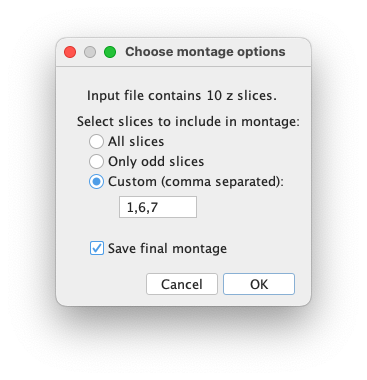 Choose montage options
Input file contains 10 z slices.
Select slices to include in montage:
All slices
Only odd slices
Custom (comma separated):
1,6,7
Save final montage
Cancel OK